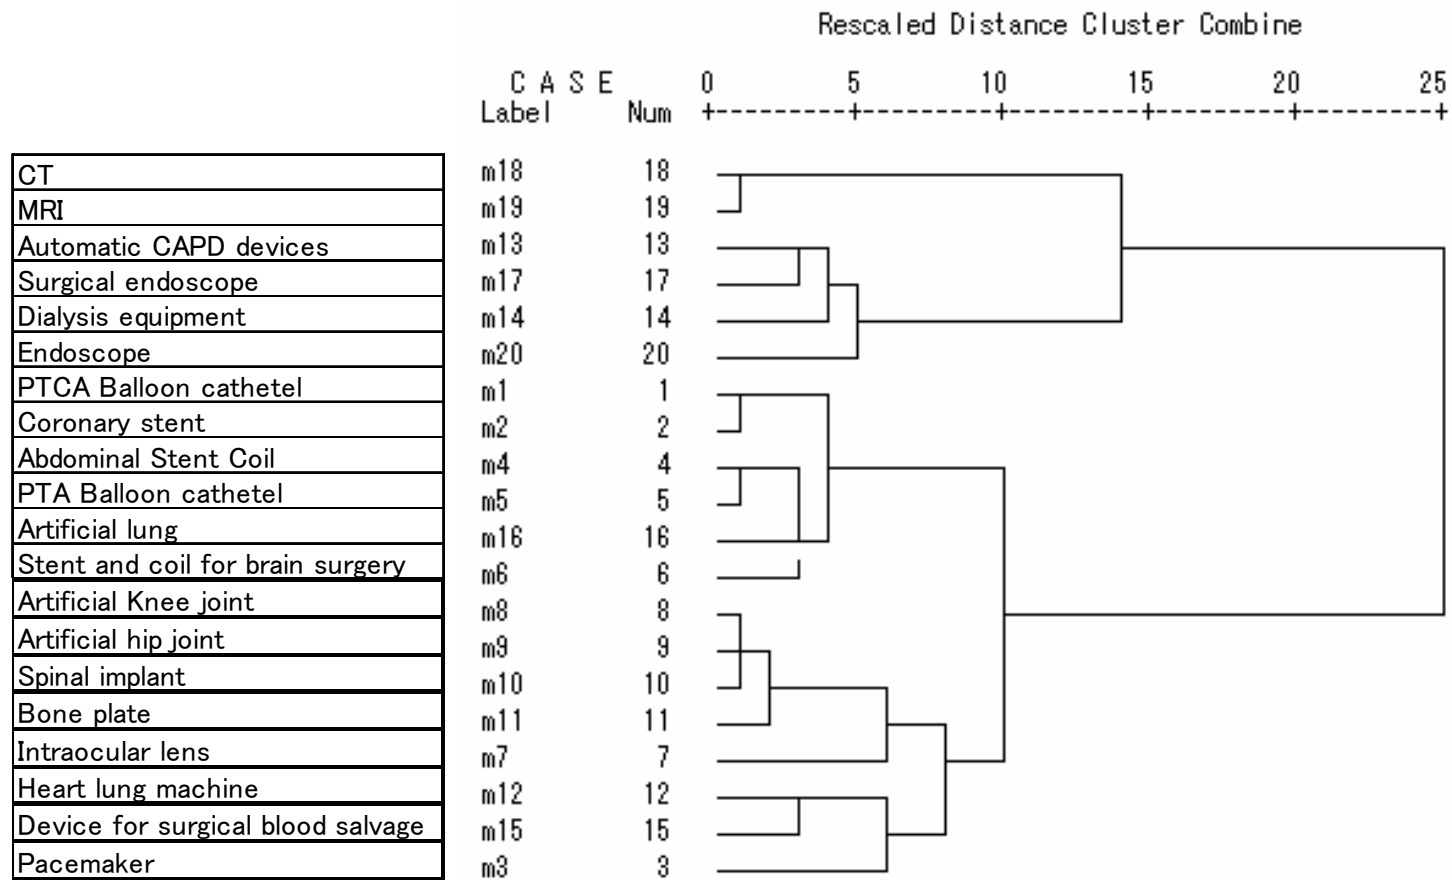 Rescaled Distance Cluster Combine
C A S E 0 5 10 15 20 25
Label Num +---------+---------+---------+---------+---------+
CT m18 18
MRI m19 19
Automatic CAPD devices m13 13
Surgical endoscope m17 17
Dialysis equipment m14 14
Endoscope m20 20
PTCA Balloon cathetel m1 1
Coronary stent m2 2
Abdominal Stent Coil m4 4
PTA Balloon cathetel m5 5
Artificial lung m16 16
Stent and coil for brain surgery m6 6
Artificial Knee joint m8 8
Artificial hip joint m9 9
Spinal implant m10 10
Bone plate m11 11
Intraocular lens m7 7
Heart lung machine m12 12
Device for surgical blood salvage m15 15
Pacemaker m3 3